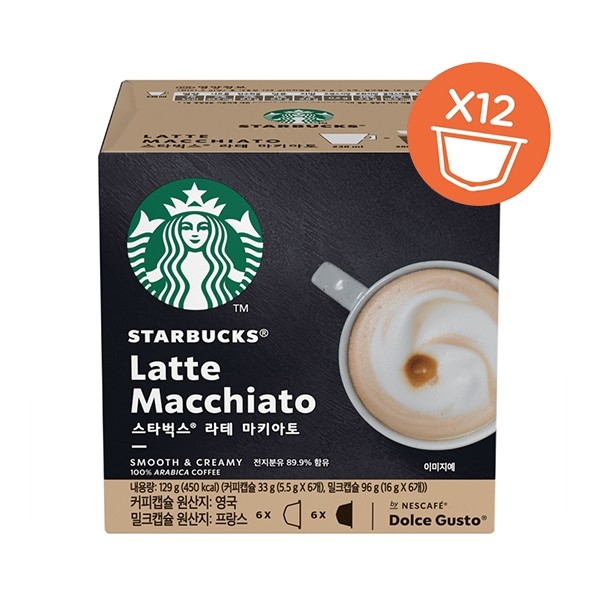 X12
LATTE
MACCHIATO
STARBUCKS
TM
STARBUCKS®
Latte
Macchiato
스타벅스® 라테 마키아토
SMOOTH & CREAMY 전지분유 89.9% 함유
100% ARABICA COFFEE
이미지예
내용량: 129 g (450 kcal) (커피캡슐 33 g (5.5 g X 6개), 밀크캡슐 96 g (16 g X 6개))
커피캡슐 원산지: 영국
밀크캡슐 원산지: 프랑스 6 X 6 X
by NESCAFÉ®
Dolce Gusto®